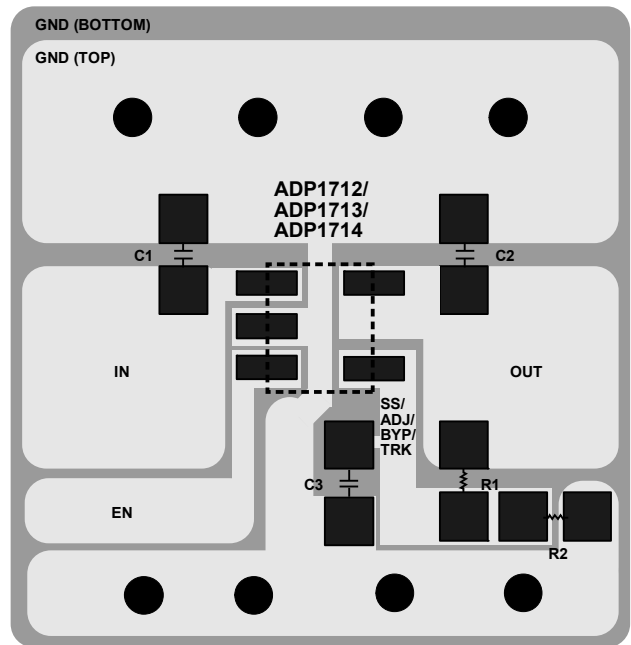 GND (BOTTOM)
GND (TOP)
ADP1712/
ADP1713/
ADP1714
C1
C2
IN
OUT
SS/
ADJ/
BYP/
TRK
C3
R1
EN
R2